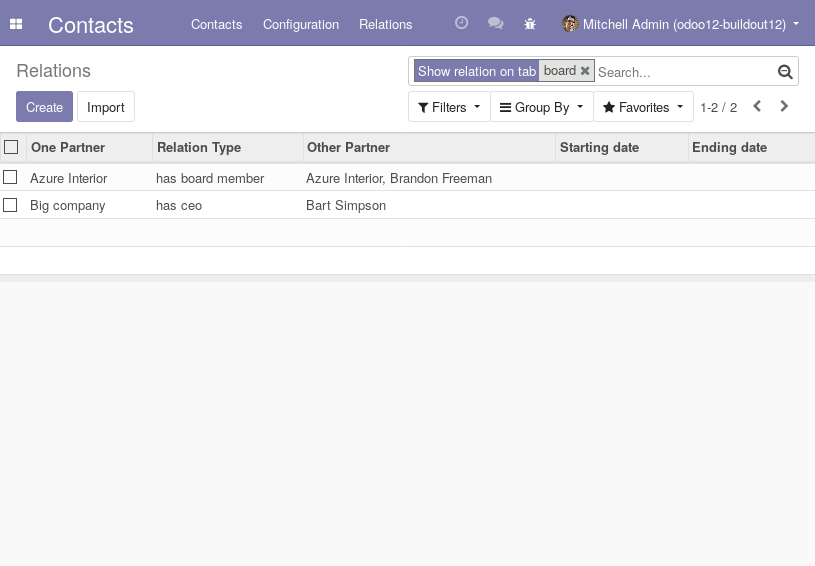 Contacts Contacts Configuration Relations Mitchell Admin (odoo12-buildout12)
Relations Show relation on tab board Search...
Create Import Filters Group By Favorites 1-2 / 2
One Partner Relation Type Other Partner Starting date Ending date
Azure Interior has board member Azure Interior, Brandon Freeman
Big company has ceo Bart Simpson